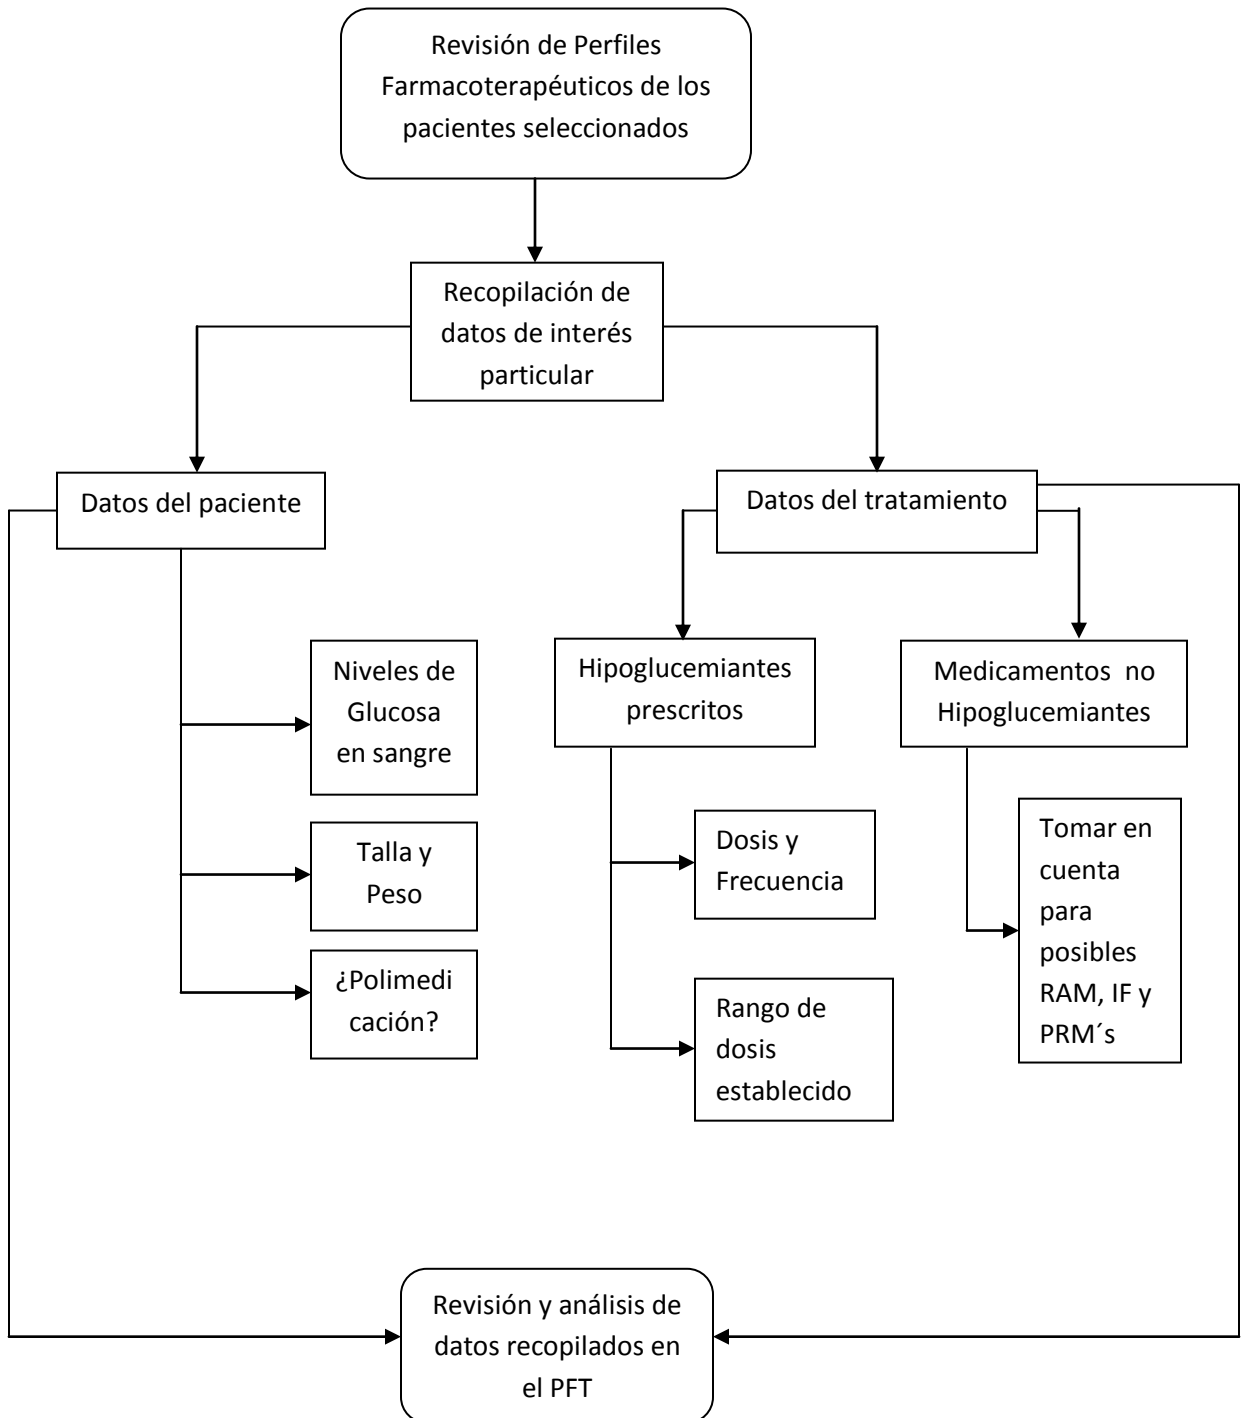 Revisión de Perfiles
Farmacoterapéuticos de los
pacientes seleccionados
Recopilación de
datos de interés
particular
Datos del paciente
Datos del tratamiento
Niveles de
Glucosa
en sangre
Talla y
Peso
¿Polimedi
cación?
Hipoglucemiantes
prescritos
Dosis y
Frecuencia
Rango de
dosis
establecido
Medicamentos no
Hipoglucemiantes
Tomar en
cuenta
para
posibles
RAM, IF y
PRM´s
Revisión y análisis de
datos recopilados en
el PFT